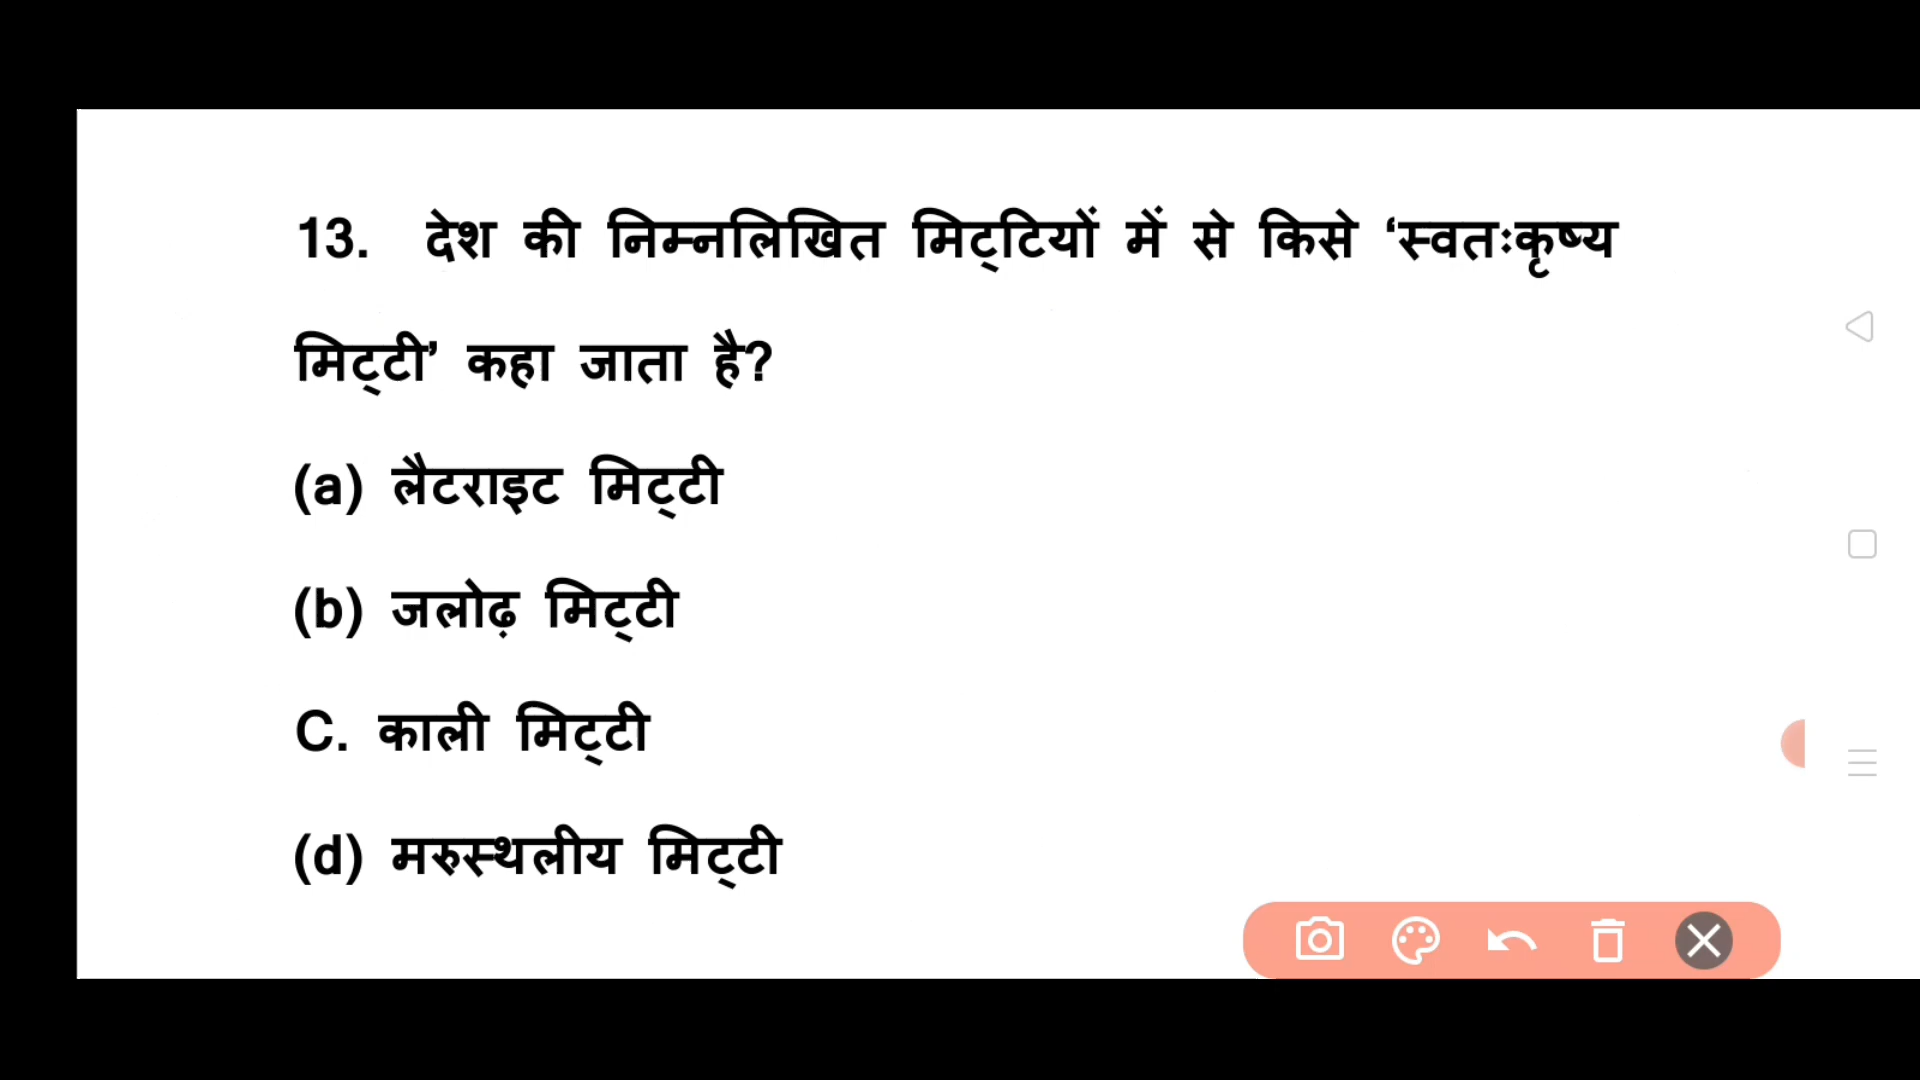 13. देश की निम्नलिखित मिट्टियों में से किसे ‘स्वतःकृष्य
मिट्टी’ कहा जाता है?
(a) लैटराइट मिट्टी
(b) जलोढ़ मिट्टी
C. काली मिट्टी
(d) मरुस्थलीय मिट्टी